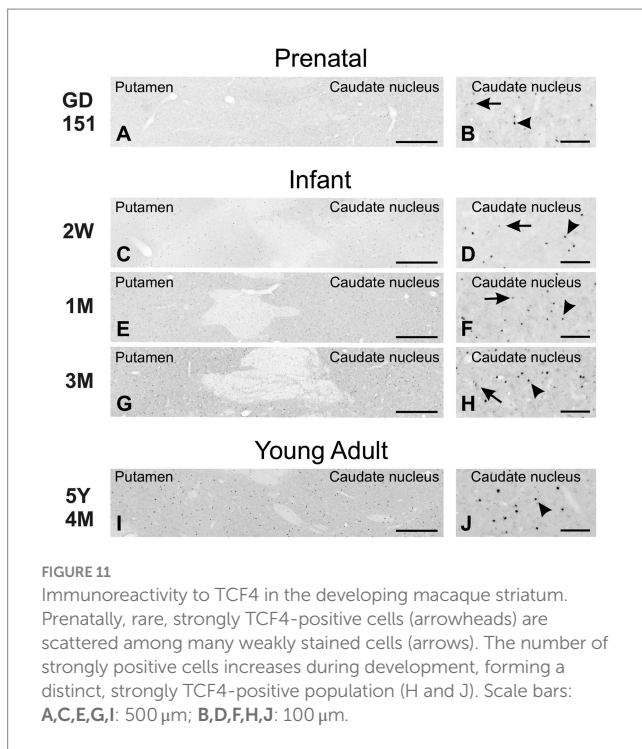 Prenatal
GD
151
Putamen
Caudate nucleus
A
Caudate nucleus
B
Infant
2W
Putamen
Caudate nucleus
C
Caudate nucleus
D
1M
Putamen
Caudate nucleus
E
Caudate nucleus
F
3M
Putamen
Caudate nucleus
G
Caudate nucleus
H
Young Adult
5Y
4M
Putamen
Caudate nucleus
I
Caudate nucleus
J
FIGURE 11
Immunoreactivity to TCF4 in the developing macaque striatum.
Prenatally, rare, strongly TCF4-positive cells (arrowheads) are
scattered among many weakly stained cells (arrows). The number of
strongly positive cells increases during development, forming a
distinct, strongly TCF4-positive population (H and J). Scale bars:
A,C,E,G,I: 500 μm; B,D,F,H,J: 100 μm.